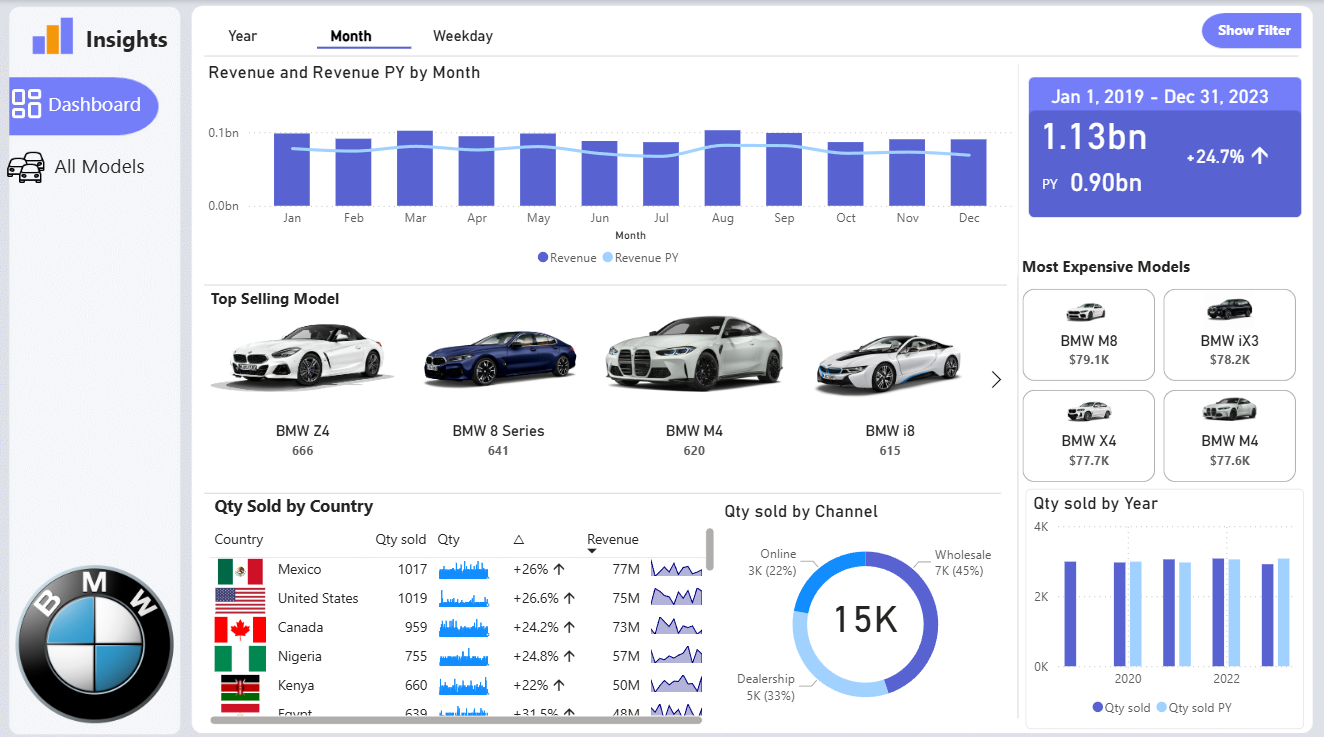 Insights
Dashboard
All Models
B M W
Year Month Weekday
Show Filter
Revenue and Revenue PY by Month
0.1bn
0.0bn
Jan Feb Mar Apr May Jun Jul Aug Sep Oct Nov Dec
Month
Revenue Revenue PY
Jan 1, 2019 - Dec 31, 2023
1.13bn
+24.7%
PY 0.90bn
Top Selling Model
BMW Z4 BMW 8 Series BMW M4 BMW i8
666 641 620 615
Most Expensive Models
BMW M8 BMW iX3
$79.1K $78.2K
BMW X4 BMW M4
$77.7K $77.6K
Qty Sold by Country
Country Qty sold Qty △ Revenue
Mexico 1017 +26% ↑ 77M
United States 1019 +26.6% ↑ 75M
Canada 959 +24.2% ↑ 73M
Nigeria 755 +24.8% ↑ 57M
Kenya 660 +22% ↑ 50M
Egypt 639 +31.5% ↑ 48M
Qty sold by Channel
Online
3K (22%)
Wholesale
7K (45%)
15K
Dealership
5K (33%)
Qty sold by Year
4K
2K
0K
2020 2022
Qty sold Qty sold PY